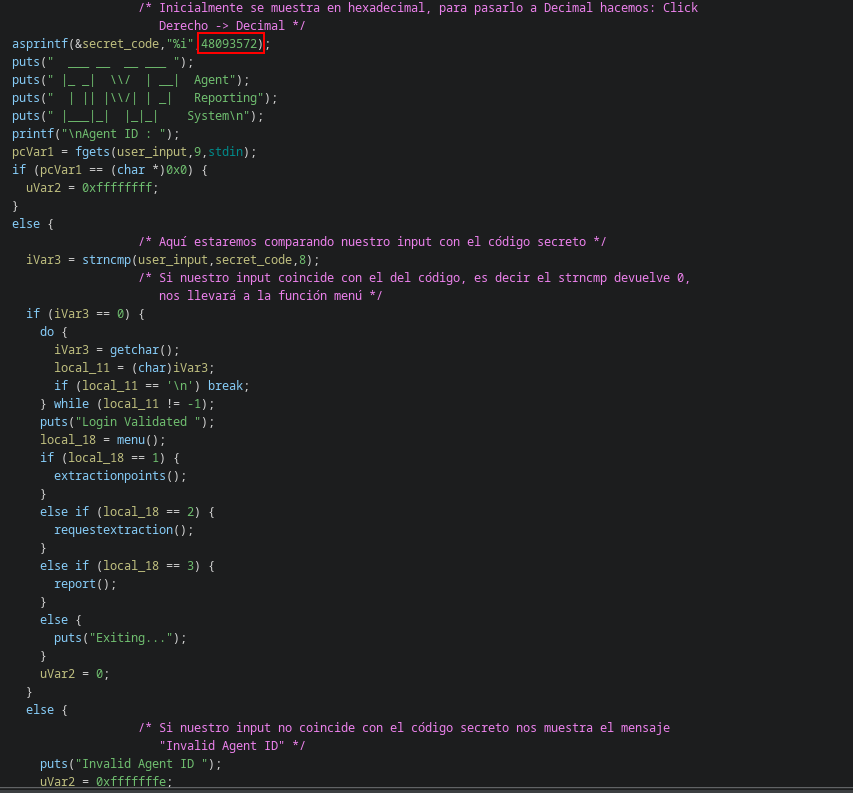 /* Inicialmente se muestra en hexadecimal, para pasarlo a Decimal hacemos: Click
Derecho -> Decimal */
asprintf(&secret_code,"%i",48093572);
puts("  ___ __  __ ___ ");
puts(" |_ _|  \\/  | __|  Agent");
puts("  | || |\\/| | _|   Reporting");
puts(" |___|_|  |_|_|    System\n");
printf("\nAgent ID : ");
pcVar1 = fgets(user_input,9,stdin);
if (pcVar1 == (char *)0x0) {
uVar2 = 0xffffffff;
}
else {
/* Aquí estaremos comparando nuestro input con el código secreto */
iVar3 = strncmp(user_input,secret_code,8);
/* Si nuestro input coincide con el del código, es decir el strncmp devuelve 0,
nos llevará a la función menú */
if (iVar3 == 0) {
do {
iVar3 = getchar();
local_11 = (char)iVar3;
if (local_11 == '\n') break;
} while (local_11 != -1);
puts("Login Validated ");
local_18 = menu();
if (local_18 == 1) {
extractionpoints();
}
else if (local_18 == 2) {
requestextraction();
}
else if (local_18 == 3) {
report();
}
else {
puts("Exiting...");
}
uVar2 = 0;
}
else {
/* Si nuestro input no coincide con el código secreto nos muestra el mensaje
"Invalid Agent ID" */
puts("Invalid Agent ID ");
uVar2 = 0xfffffffe;